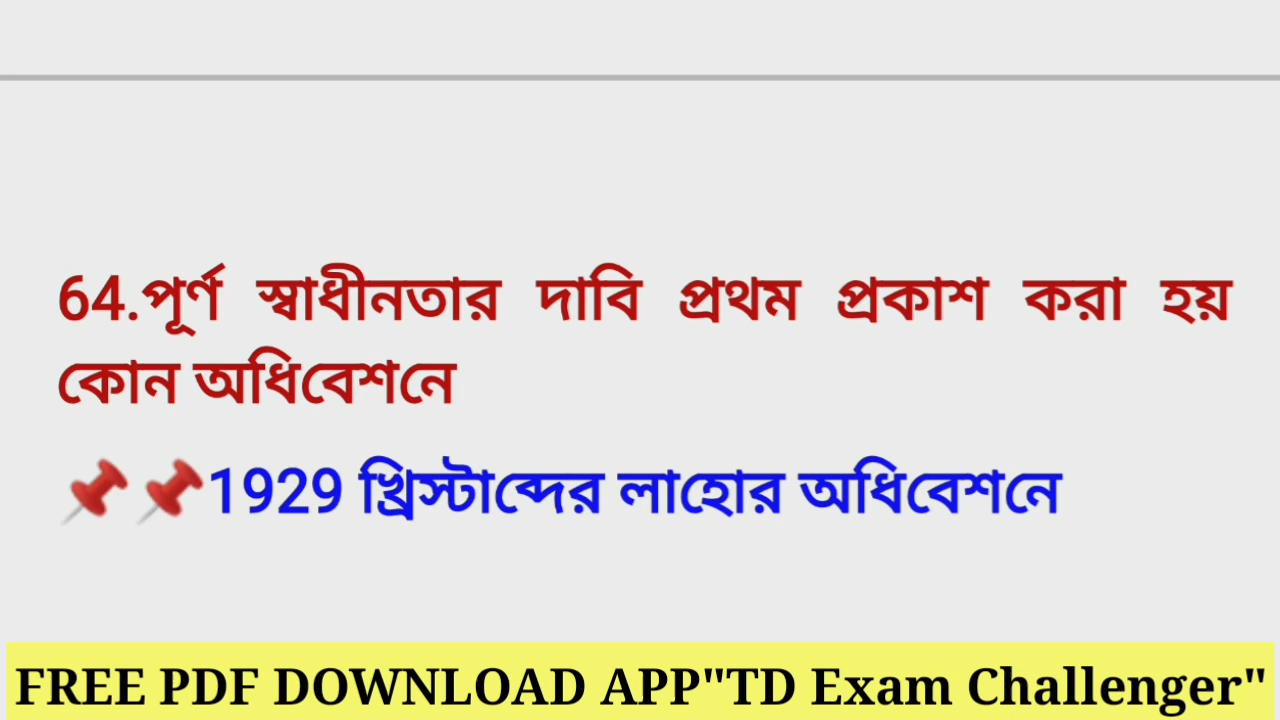 64.পূর্ণ স্বাধীনতার দাবি প্রথম প্রকাশ করা হয়
কোন অধিবেশনে
📌📌1929 খ্রিস্টাব্দের লাহোর অধিবেশনে
FREE PDF DOWNLOAD APP"TD Exam Challenger"